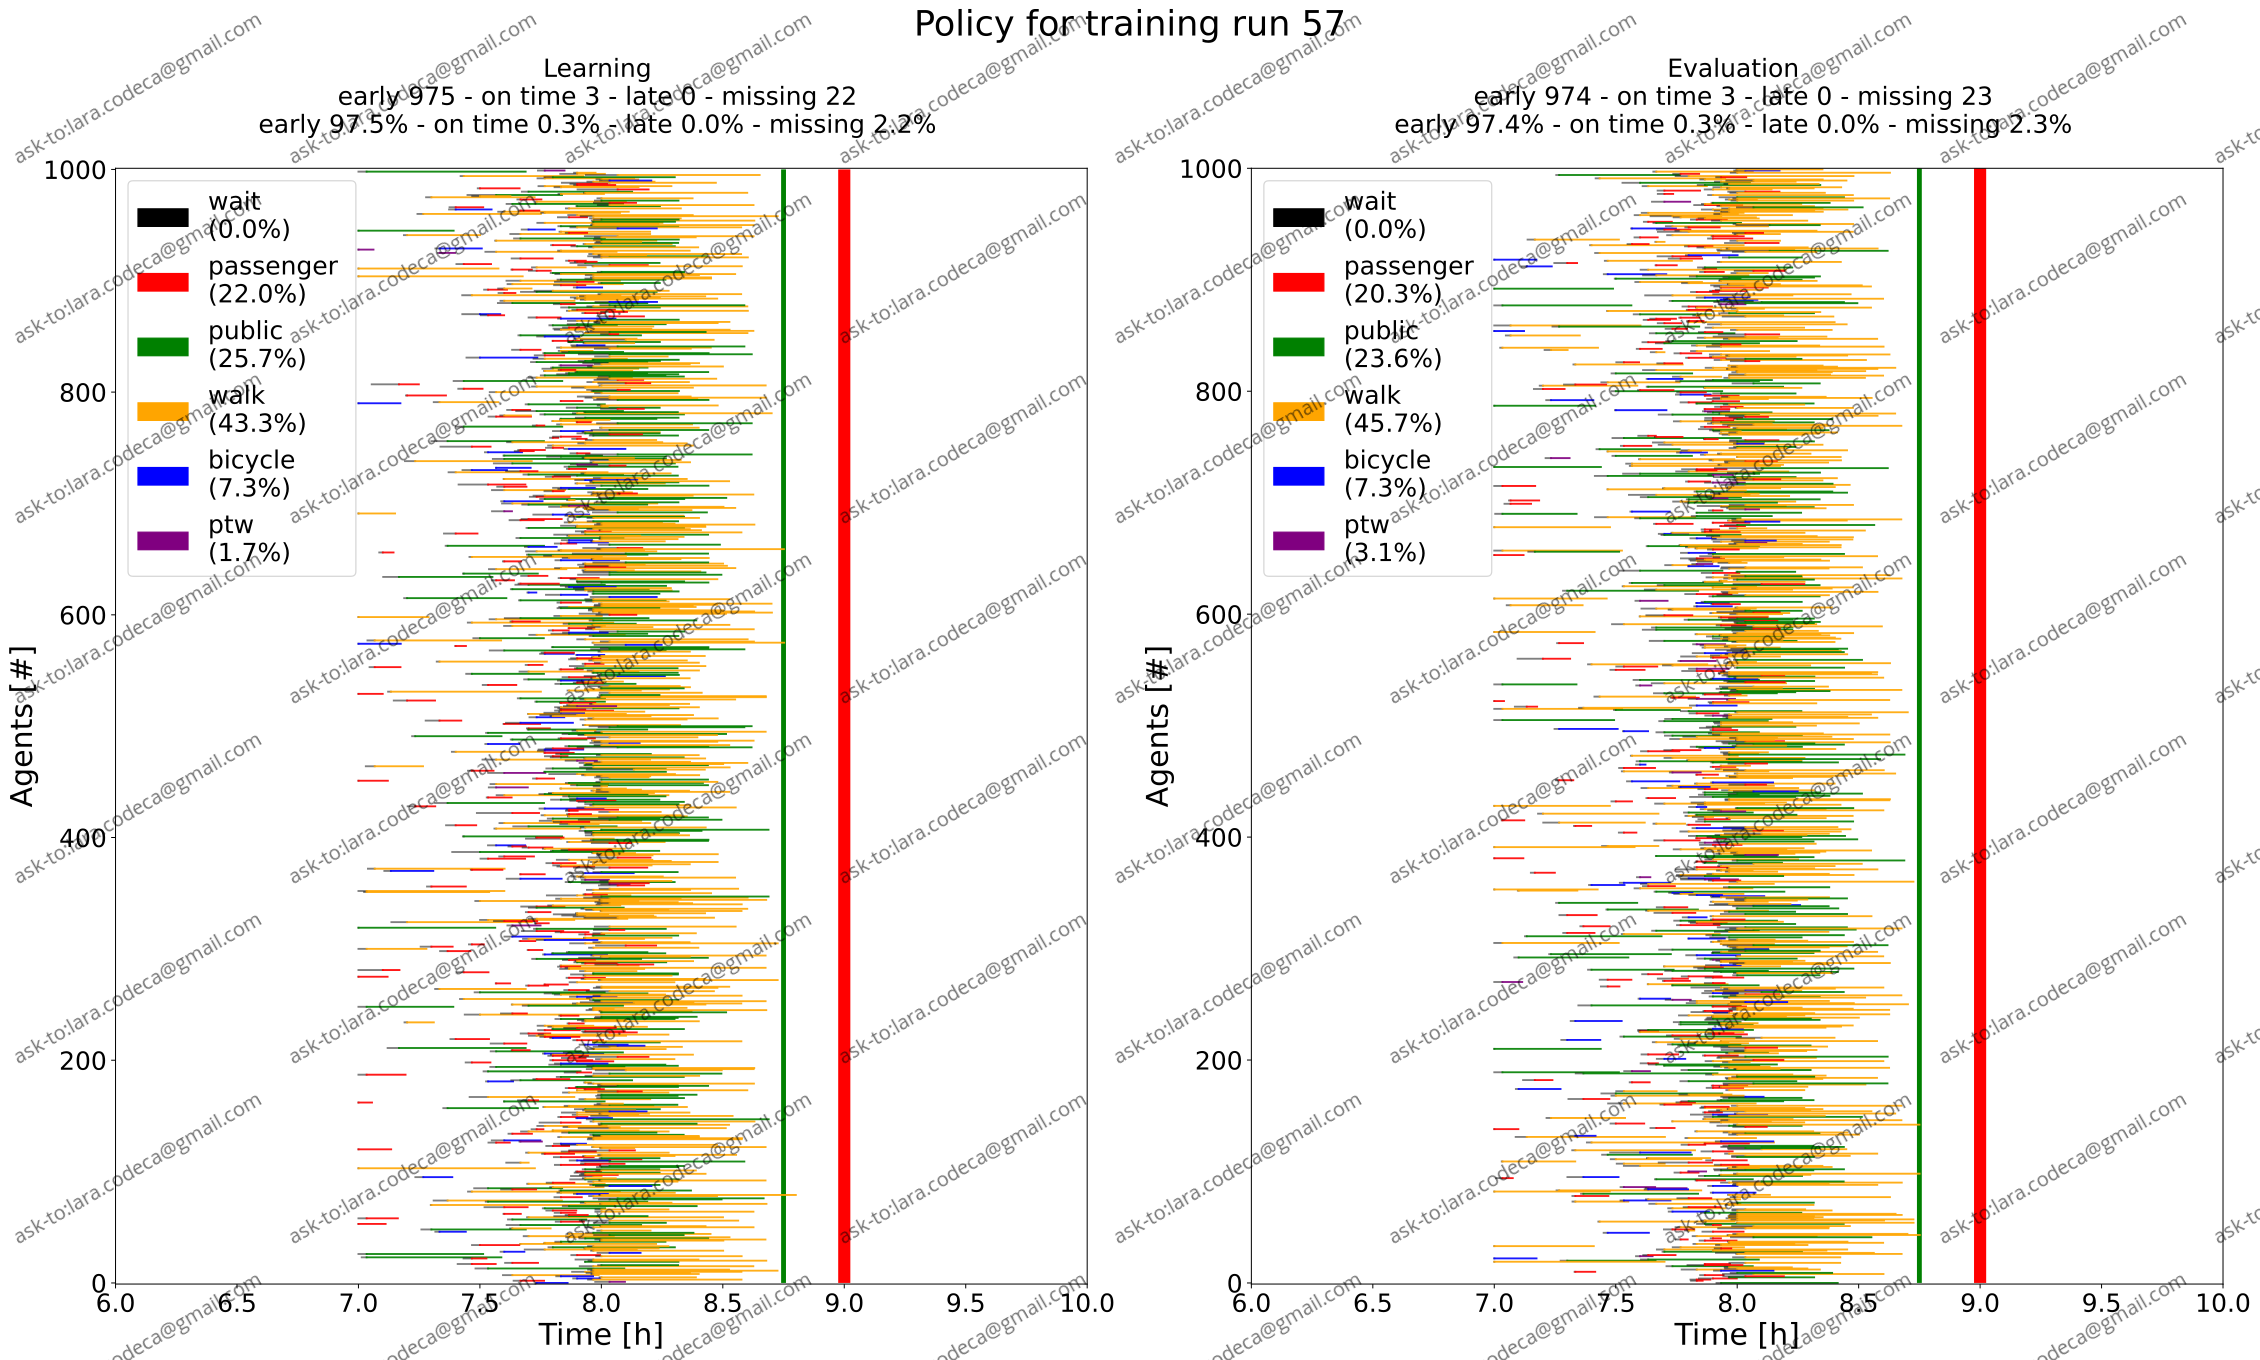 Policy for training run 57
Learning
early 975 - on time 3 - late 0 - missing 22
early 97.5% - on time 0.3% - late 0.0% - missing 2.2%
Agents [#]
1000
800
600
400
200
0
wait
(0.0%)
passenger
(22.0%)
public
(25.7%)
walk
(43.3%)
bicycle
(7.3%)
ptw
(1.7%)
6.0 6.5 7.0 7.5 8.0 8.5 9.0 9.5 10.0
Time [h]
Evaluation
early 974 - on time 3 - late 0 - missing 23
early 97.4% - on time 0.3% - late 0.0% - missing 2.3%
Agents [#]
1000
800
600
400
200
0
wait
(0.0%)
passenger
(20.3%)
public
(23.6%)
walk
(45.7%)
bicycle
(7.3%)
ptw
(3.1%)
6.0 6.5 7.0 7.5 8.0 8.5 9.0 9.5 10.0
Time [h]
ask-to:lara.codeca@gmail.com